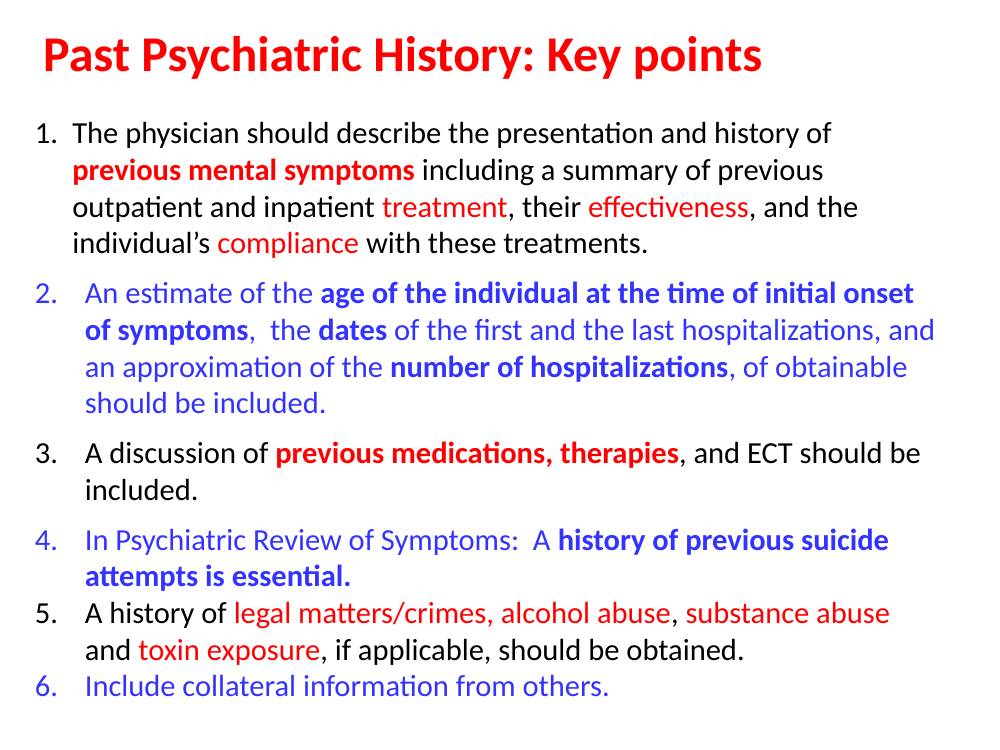 Past Psychiatric History: Key points
1. The physician should describe the presentation and history of
previous mental symptoms including a summary of previous
outpatient and inpatient treatment, their effectiveness, and the
individual’s compliance with these treatments.
2. An estimate of the age of the individual at the time of initial onset
of symptoms,  the dates of the first and the last hospitalizations, and
an approximation of the number of hospitalizations, of obtainable
should be included.
3. A discussion of previous medications, therapies, and ECT should be
included.
4. In Psychiatric Review of Symptoms:  A history of previous suicide
attempts is essential.
5. A history of legal matters/crimes, alcohol abuse, substance abuse
and toxin exposure, if applicable, should be obtained.
6. Include collateral information from others.